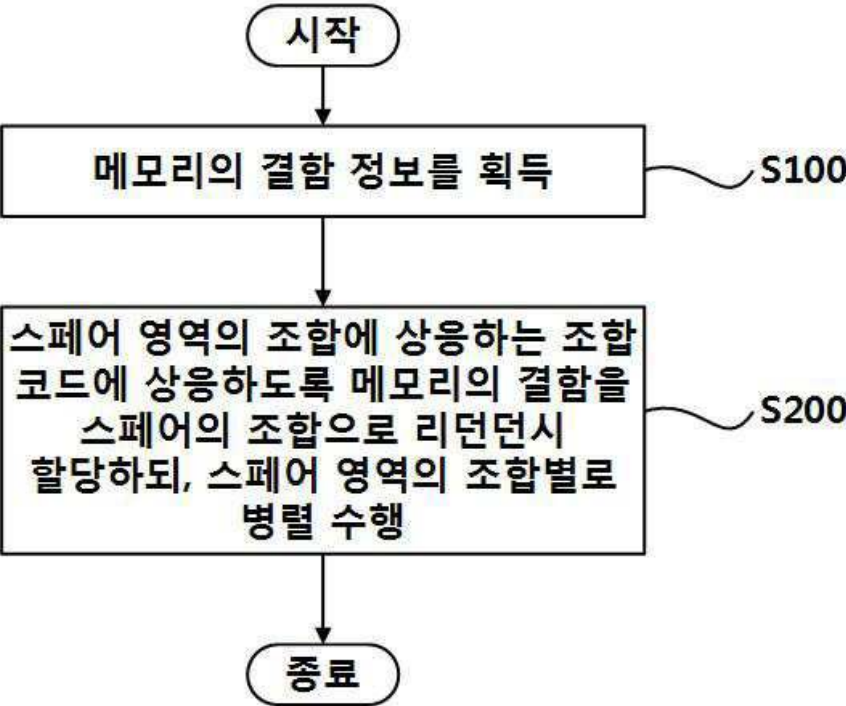 시작
메모리의 결함 정보를 획득
S100
스페어 영역의 조합에 상응하는 조합
코드에 상응하도록 메모리의 결함을
스페어의 조합으로 리던던시
할당하되, 스페어 영역의 조합별로
병렬 수행
S200
종료